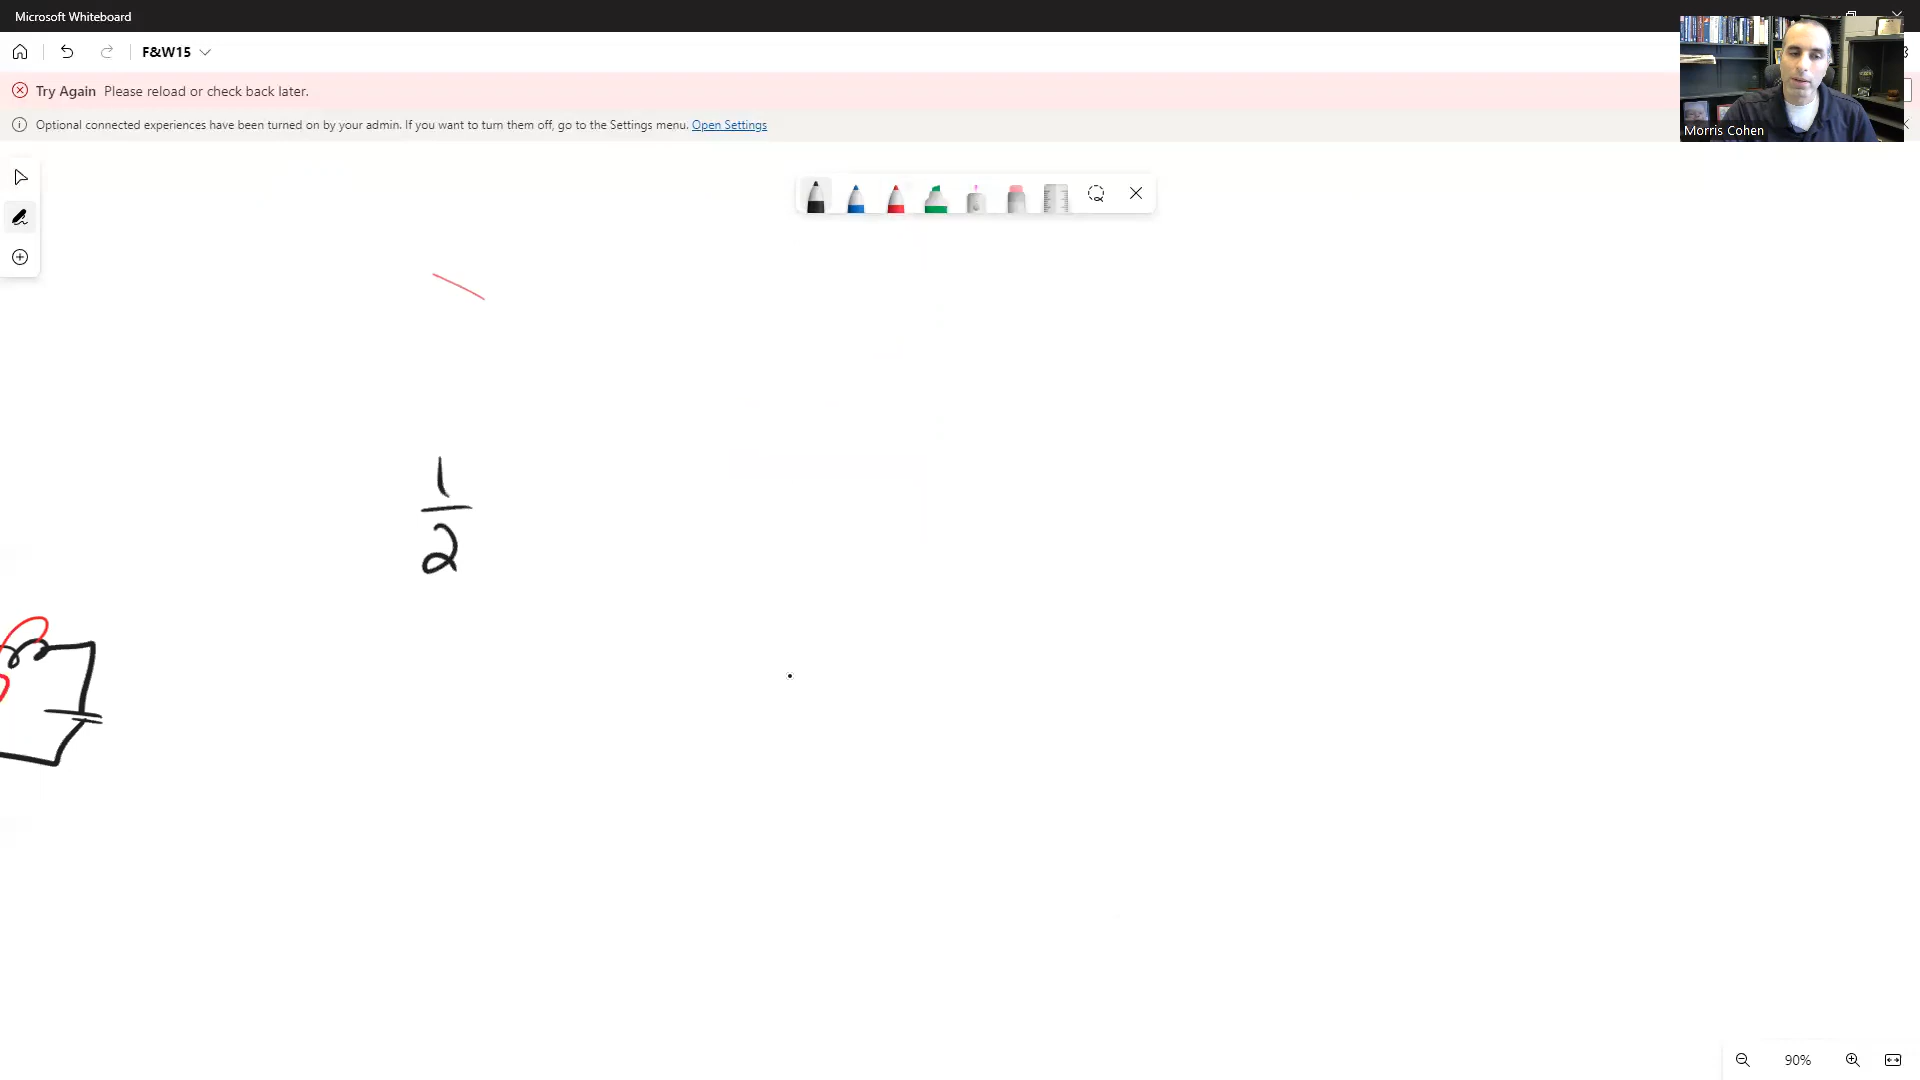 Microsoft Whiteboard
F&W15
Try Again Please reload or check back later.
Optional connected experiences have been turned on by your admin. If you want to turn them off, go to the Settings menu. Open Settings
Morris Cohen
1
2
90%